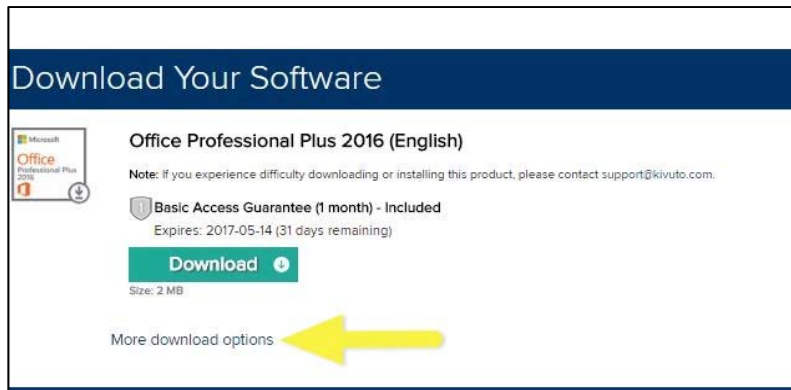 Download Your Software
Microsoft
Office
Professional Plus
2016
Office Professional Plus 2016 (English)
Note: If you experience difficulty downloading or installing this product, please contact support@kivuto.com.
1
Basic Access Guarantee (1 month) - Included
Expires: 2017-05-14 (31 days remaining)
Download
Size: 2 MB
More download options